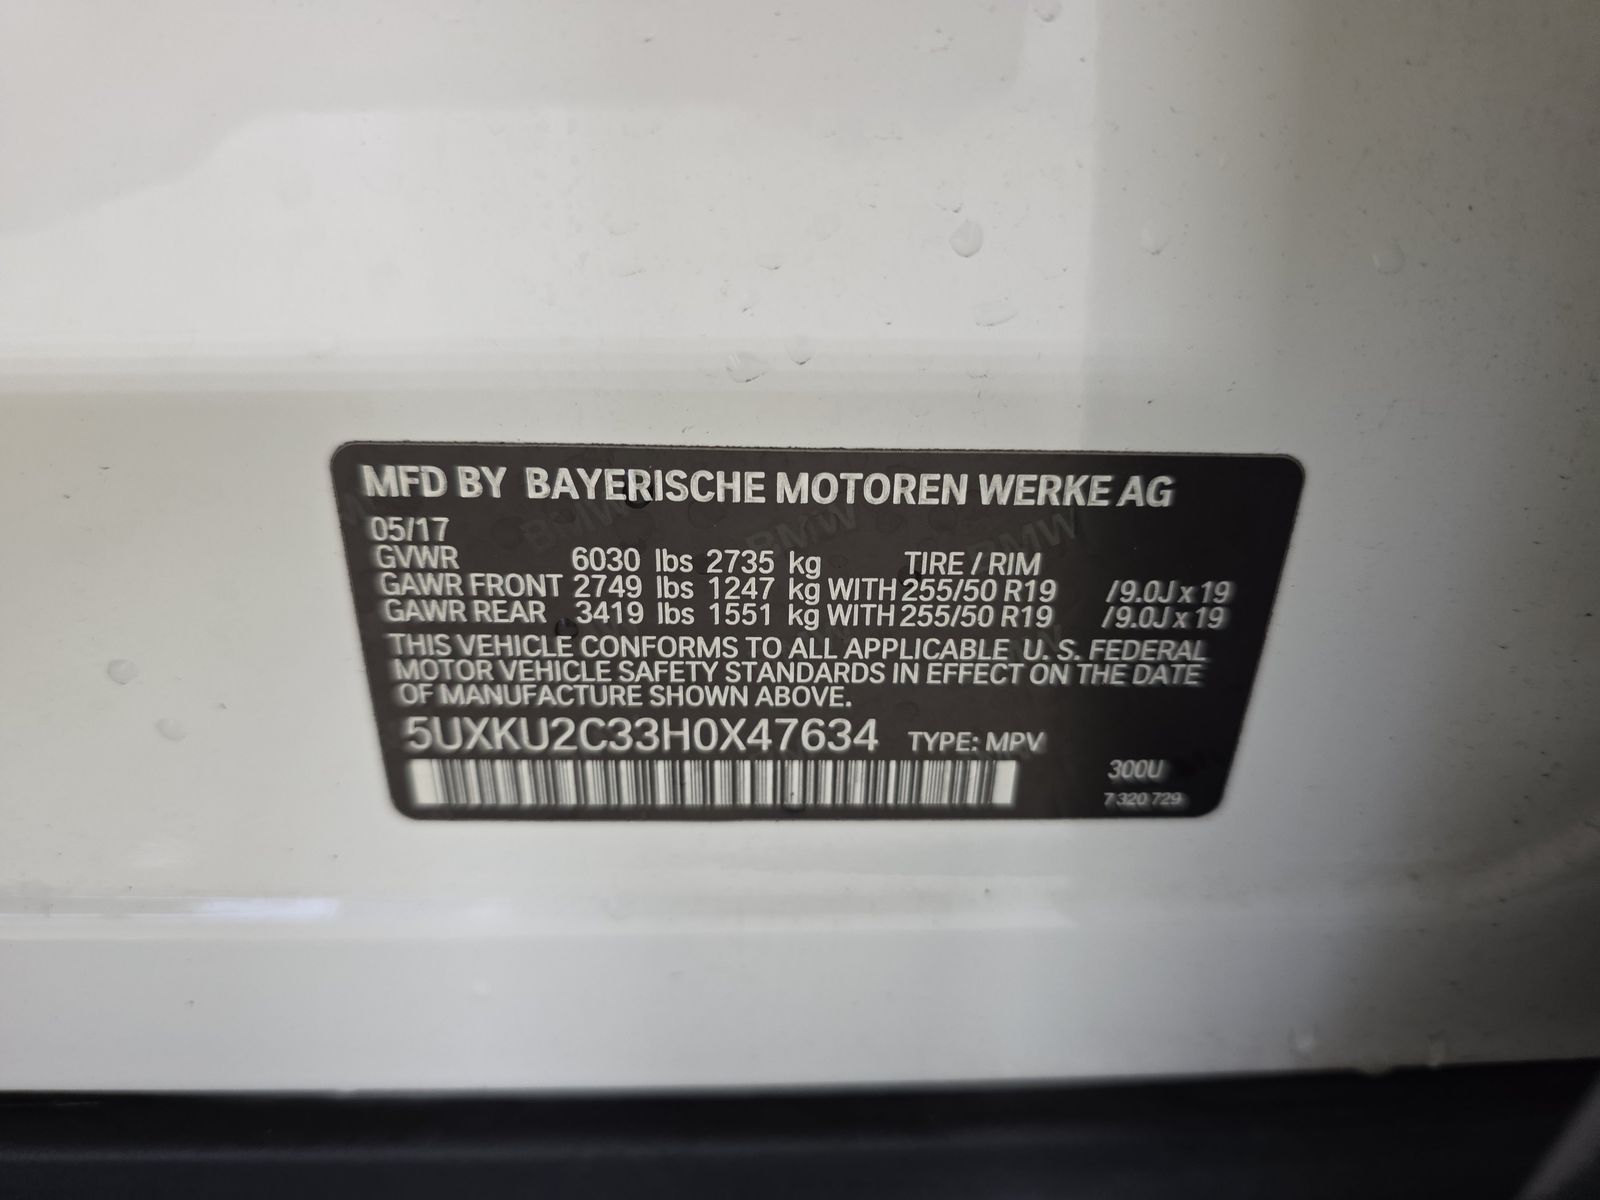 MFD BY BAYERISCHE MOTOREN WERKE AG
05/17
GVWR 6030 lbs 2735 kg TIRE / RIM
GAWR FRONT 2749 lbs 1247 kg WITH 255/50 R19 /9.0J x 19
GAWR REAR 3419 lbs 1551 kg WITH 255/50 R19 /9.0J x 19
THIS VEHICLE CONFORMS TO ALL APPLICABLE U. S. FEDERAL
MOTOR VEHICLE SAFETY STANDARDS IN EFFECT ON THE DATE
OF MANUFACTURE SHOWN ABOVE.
5UXKU2C33H0X47634 TYPE: MPV
300U
7 320 729
BMW
BMW
BMW